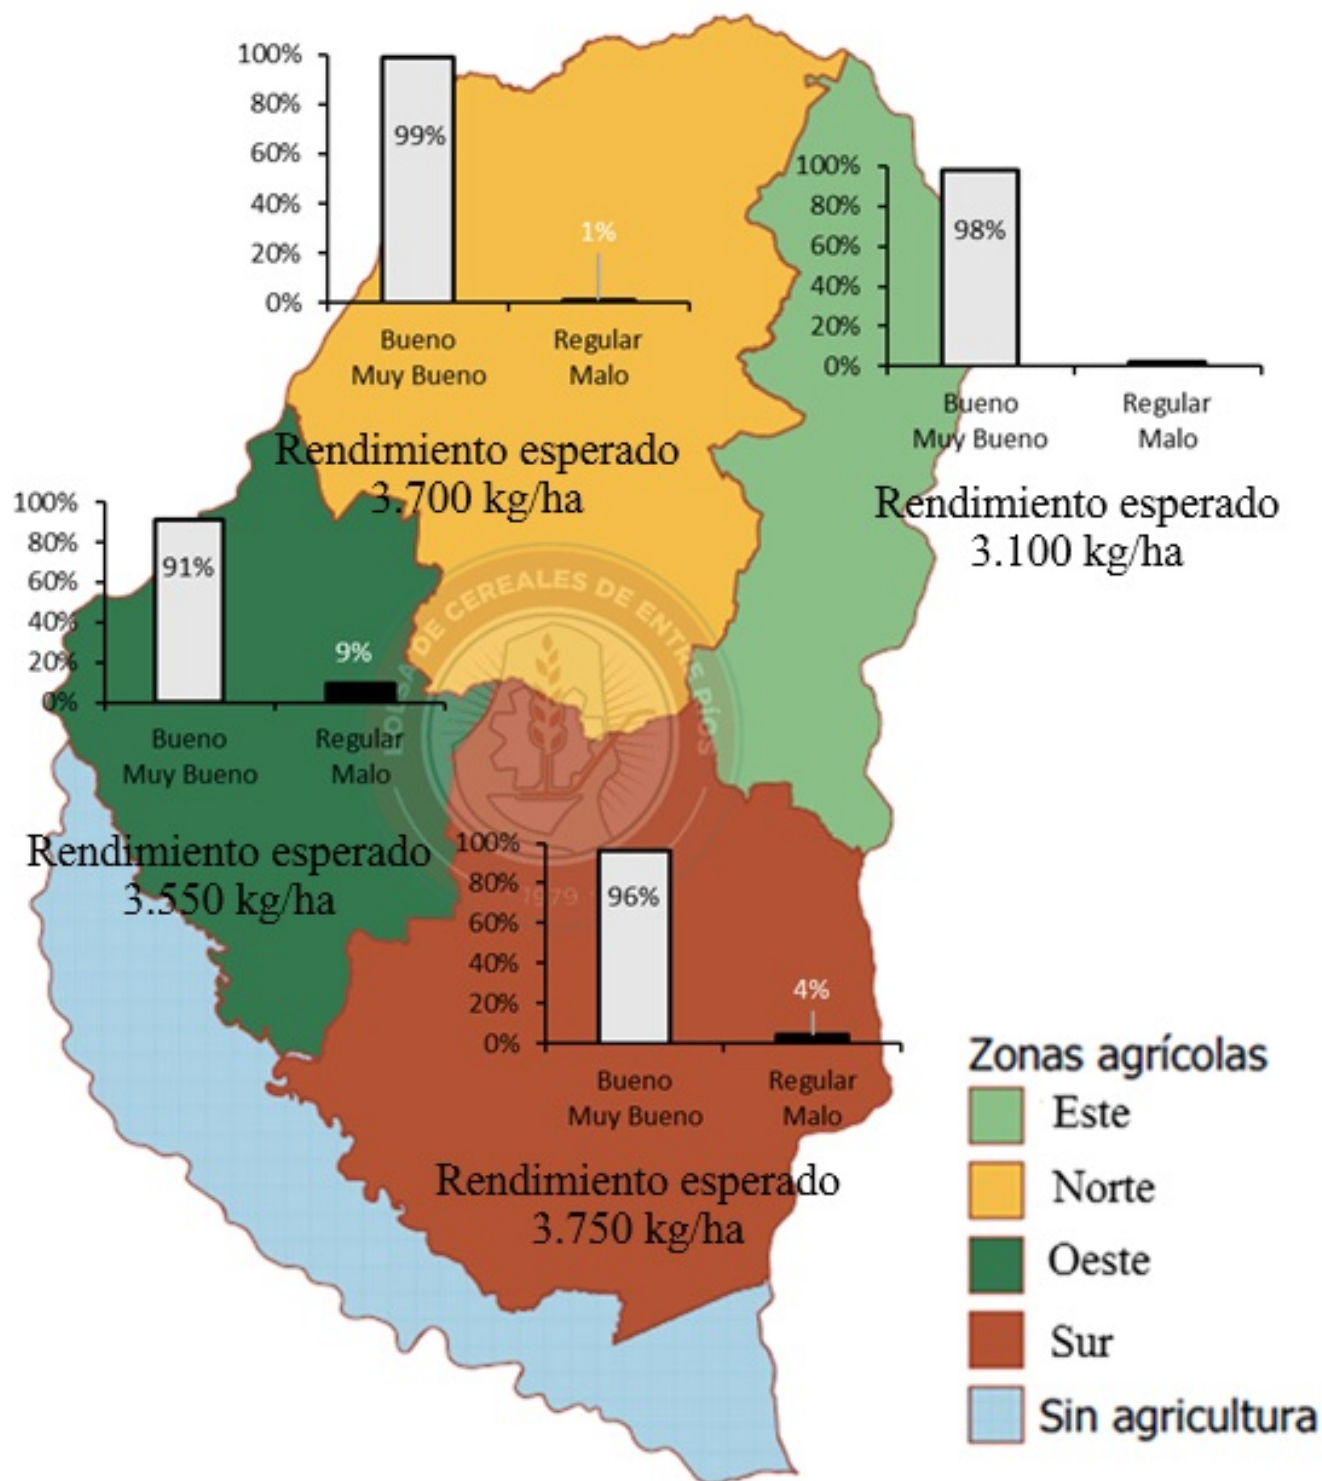 100%
80%
60%
40%
20%
0%
99%
1%
Bueno
Muy Bueno
Regular
Malo
Rendimiento esperado
3.700 kg/ha
100%
80%
60%
40%
20%
0%
98%
Bueno
Muy Bueno
Regular
Malo
Rendimiento esperado
3.100 kg/ha
100%
80%
60%
40%
20%
0%
91%
9%
Bueno
Muy Bueno
Regular
Malo
Rendimiento esperado
3.550 kg/ha
BOLSA DE CEREALES DE ENTRE RÍOS
1979
100%
80%
60%
40%
20%
0%
96%
4%
Bueno
Muy Bueno
Regular
Malo
Rendimiento esperado
3.750 kg/ha
Zonas agrícolas
Este
Norte
Oeste
Sur
Sin agricultura